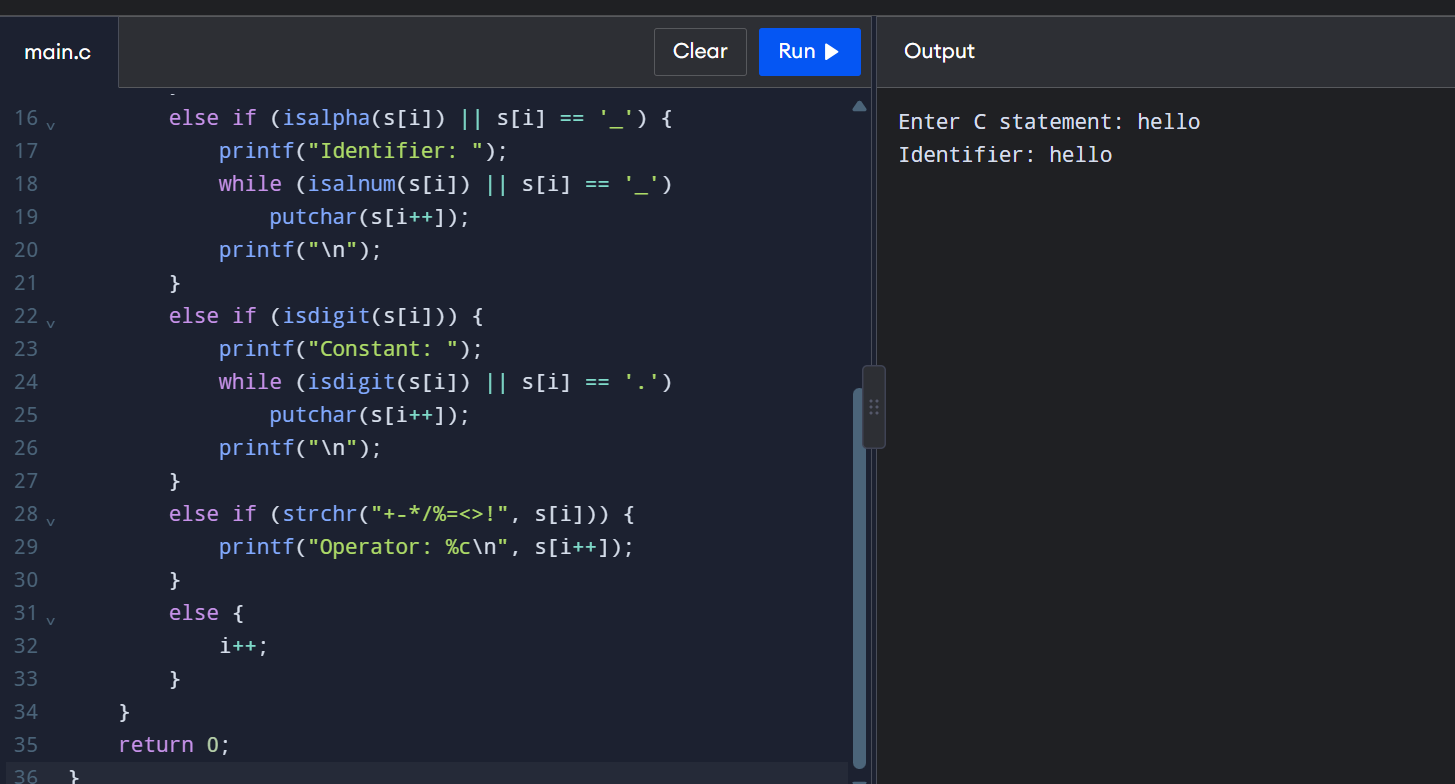 main.c
Clear
Run
Output
}
16 else if (isalpha(s[i]) || s[i] == '_') {
17 printf("Identifier: ");
18 while (isalnum(s[i]) || s[i] == '_')
19 putchar(s[i++]);
20 printf("\n");
21 }
22 else if (isdigit(s[i])) {
23 printf("Constant: ");
24 while (isdigit(s[i]) || s[i] == '.')
25 putchar(s[i++]);
26 printf("\n");
27 }
28 else if (strchr("+-*/%=<>!", s[i])) {
29 printf("Operator: %c\n", s[i++]);
30 }
31 else {
32 i++;
33 }
34 }
35 return 0;
36 }
Enter C statement: hello
Identifier: hello